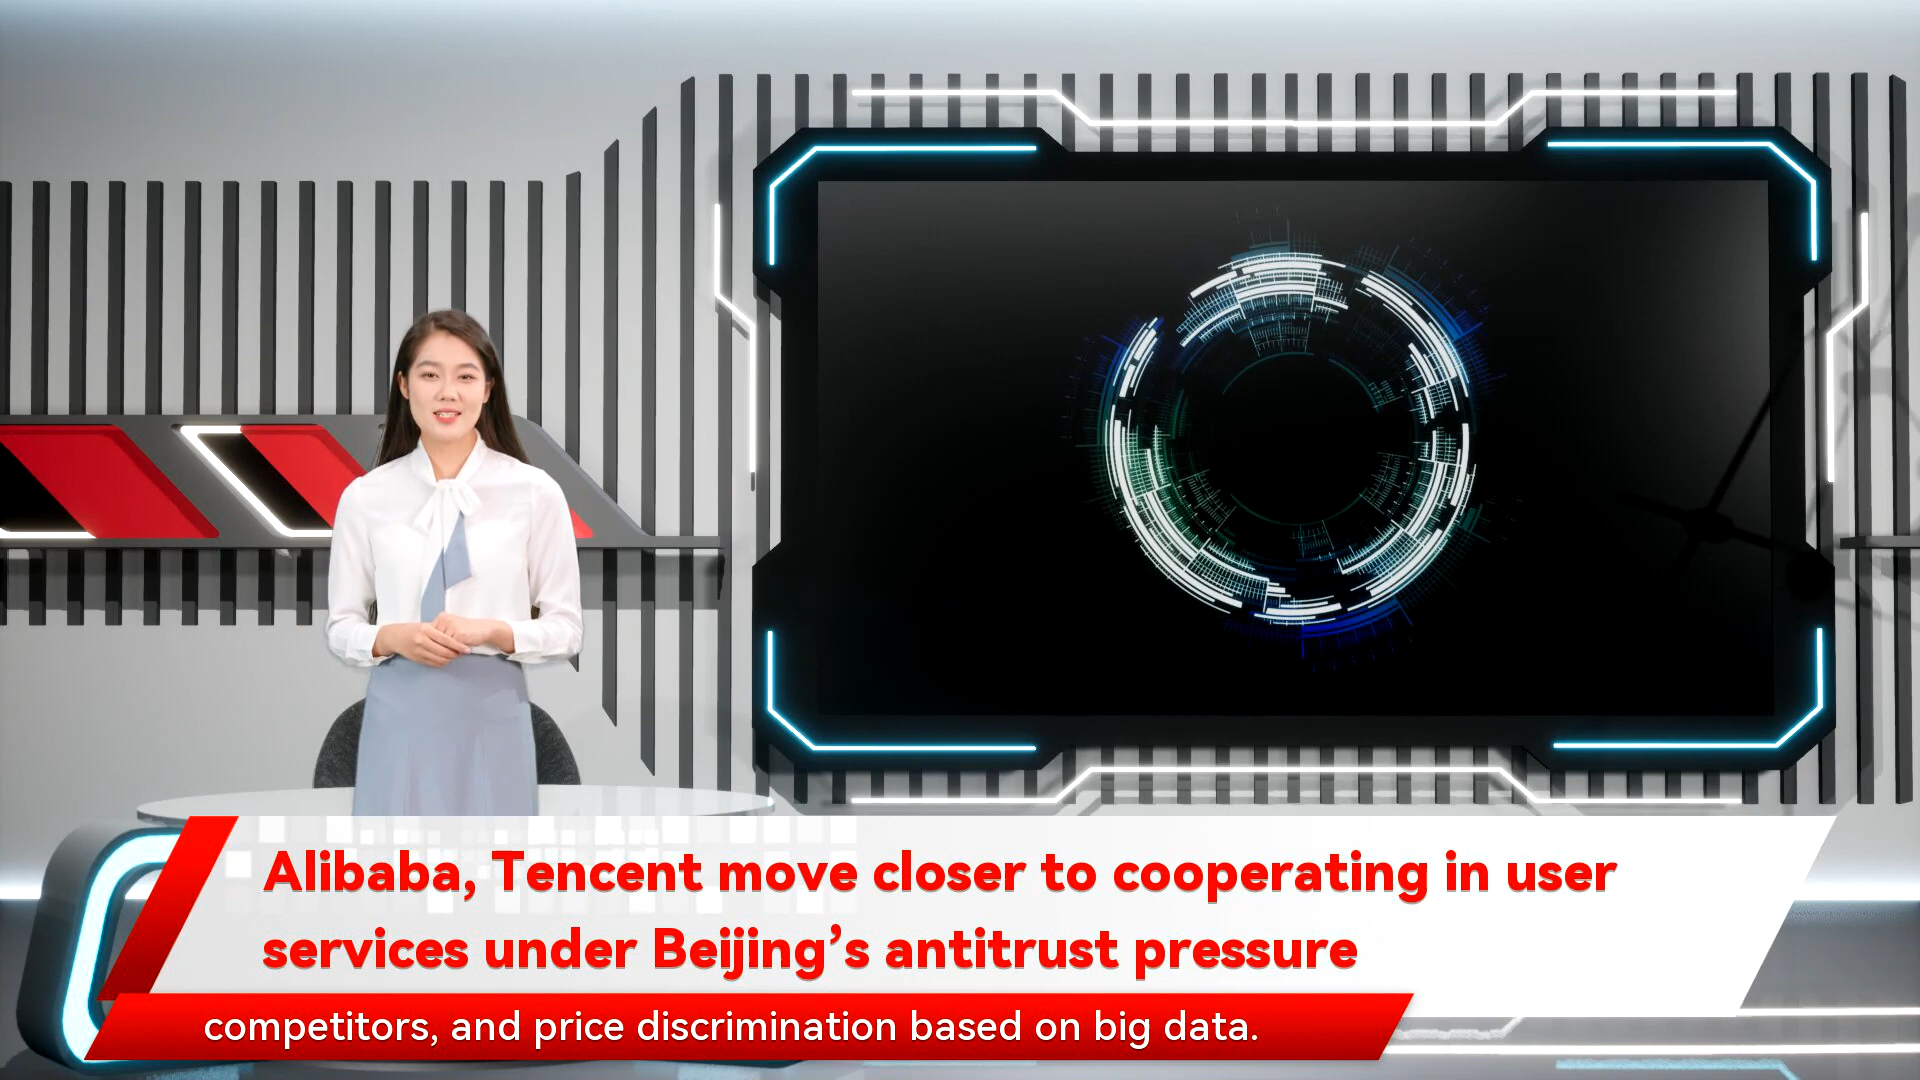 Alibaba, Tencent move closer to cooperating in user
services under Beijing’s antitrust pressure
competitors, and price discrimination based on big data.